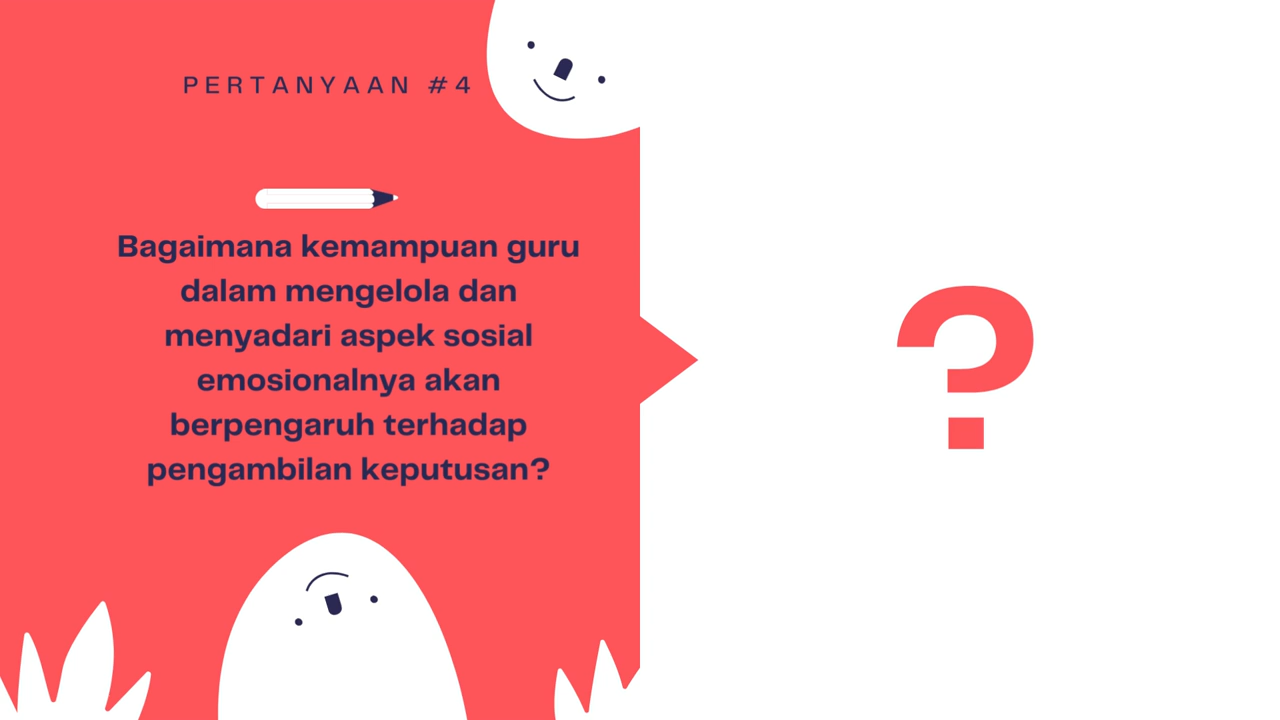 PERTANYAAN #4
Bagaimana kemampuan guru
dalam mengelola dan
menyadari aspek sosial
emosionalnya akan
berpengaruh terhadap
pengambilan keputusan?
?